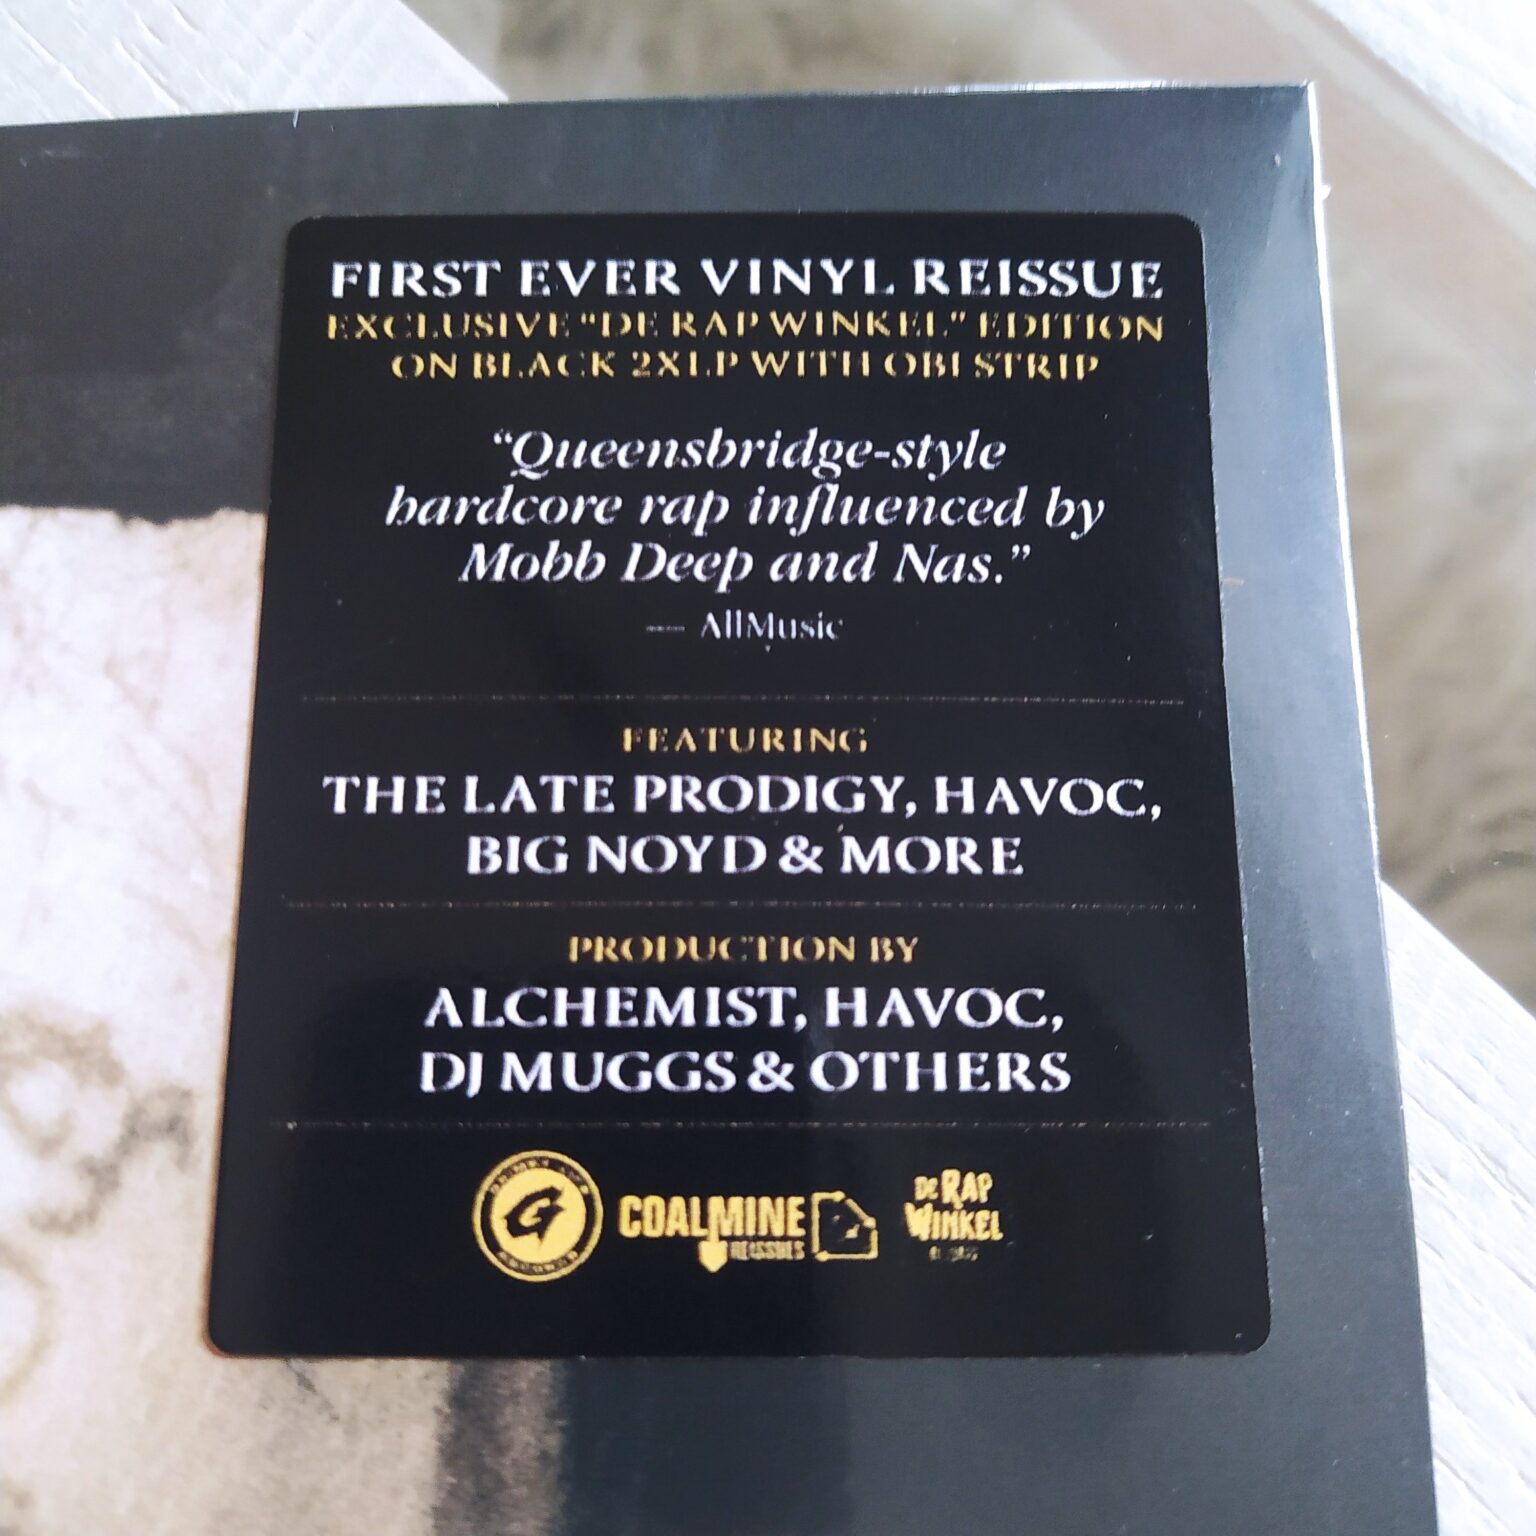 FIRST EVER VINYL REISSUE
EXCLUSIVE "DE RAP WINKEL" EDITION
ON BLACK 2XLP WITH OBI STRIP
“Queensbridge-style
hardcore rap influenced by
Mobb Deep and Nas.”
— AllMusic
FEATURING
THE LATE PRODIGY, HAVOC,
BIG NOYD & MORE
PRODUCTION BY
ALCHEMIST, HAVOC,
DJ MUGGS & OTHERS
G
COALMINE
REISSUES
DE RAP
WINKEL